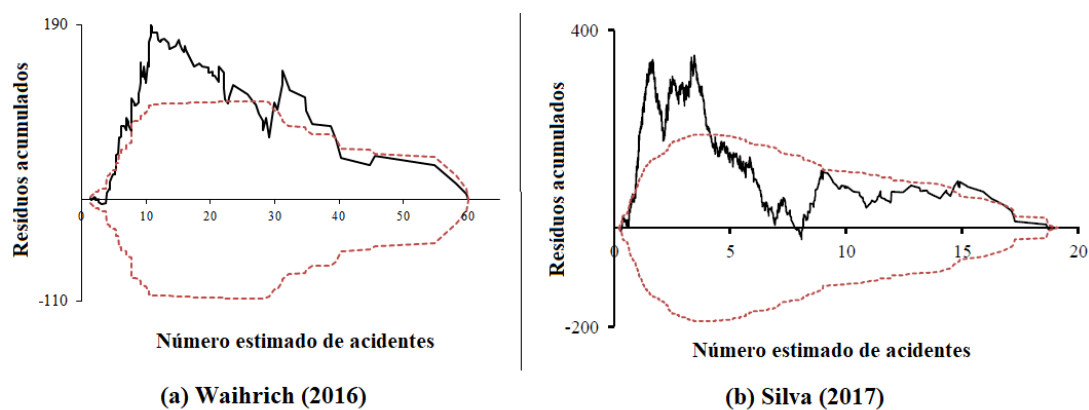 190
Resíduos acumulados
0
10
20
30
40
50
60
-110
Número estimado de acidentes
(a) Waihrich (2016)
400
Resíduos acumulados
0
5
10
15
20
-200
Número estimado de acidentes
(b) Silva (2017)